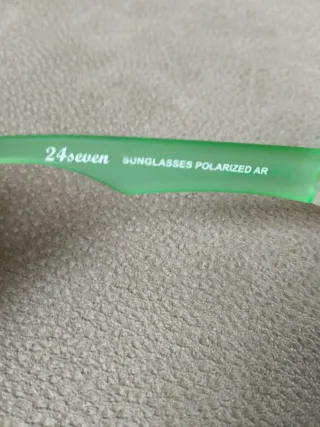 24seven SUNGLASSES POLARIZED AR